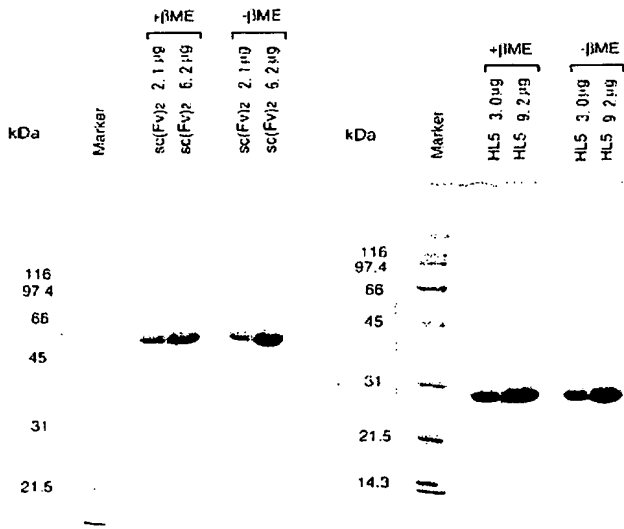 +βME -βME
sc(Fv)2 2.1 µg
sc(Fv)2 6.2 µg
sc(Fv)2 2.1 µg
sc(Fv)2 6.2 µg
kDa
Marker
116
97.4
66
45
31
21.5
+βME -βME
HL5 3.0 µg
HL5 9.2 µg
HL5 3.0 µg
HL5 9.2 µg
kDa
Marker
116
97.4
66
45
31
21.5
14.3